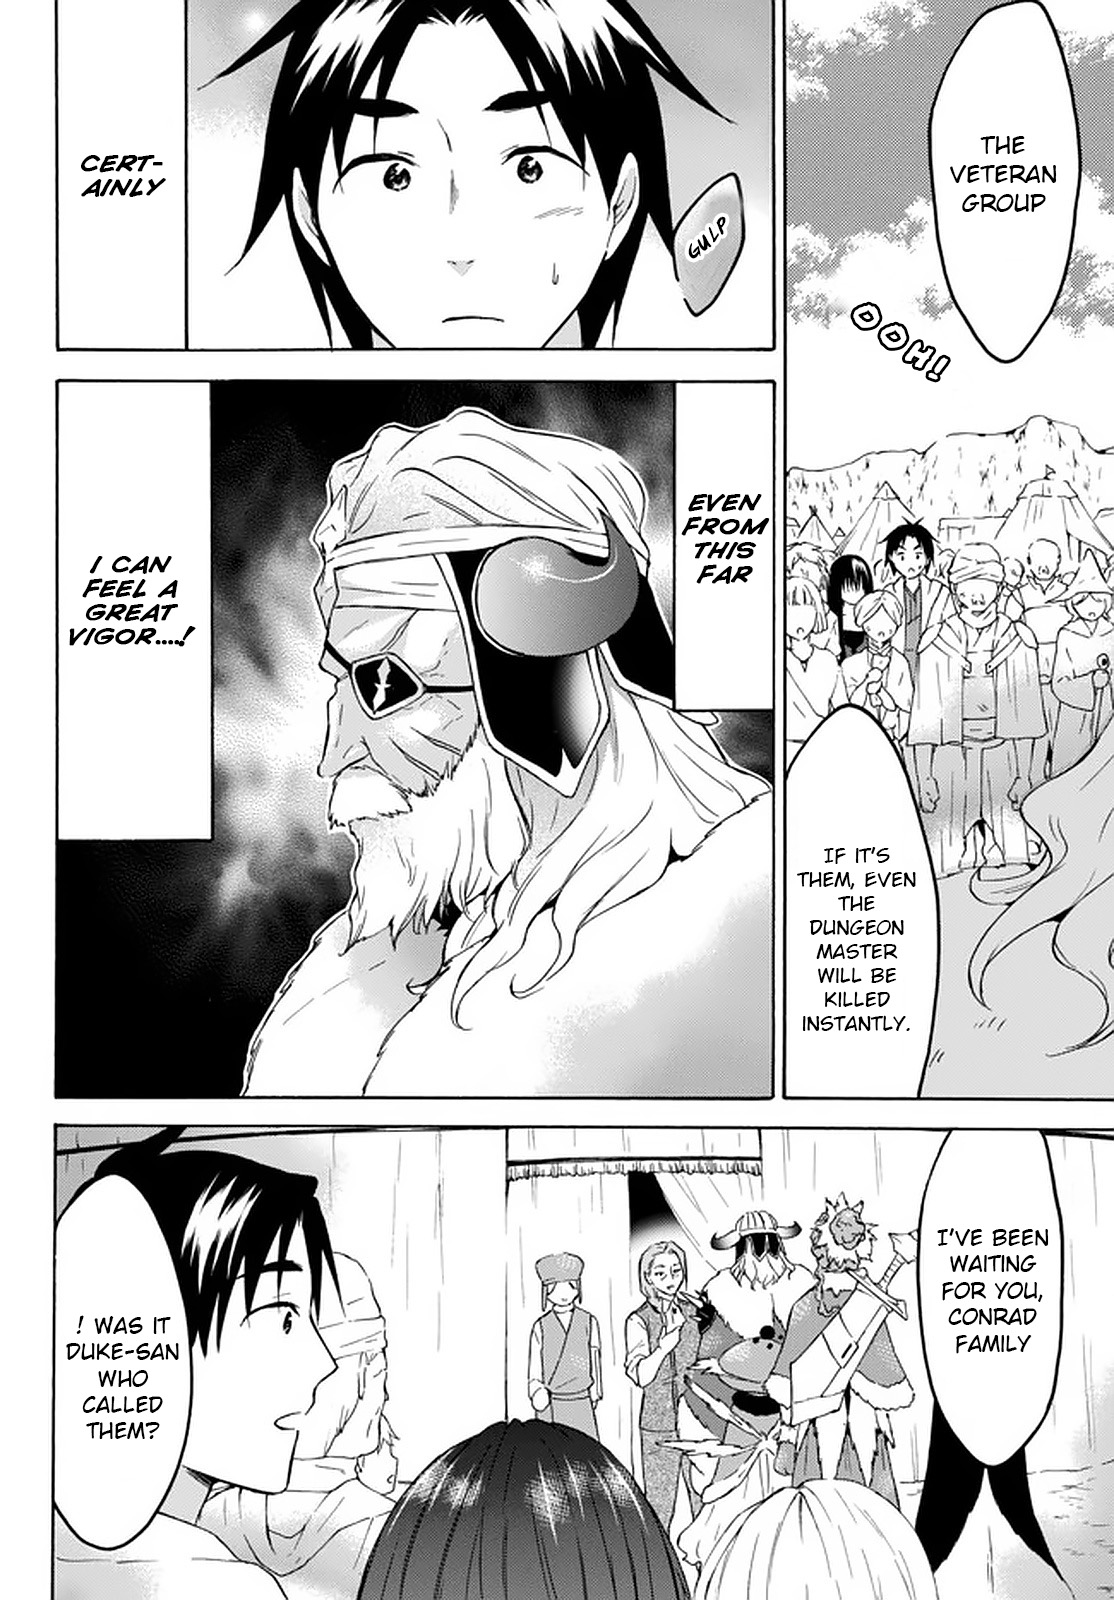 THE
VETERAN
GROUP
OOH!
IF IT'S
THEM, EVEN
THE
DUNGEON
MASTER
WILL BE
KILLED
INSTANTLY.
GULP
CERT-
AINLY
EVEN
FROM
THIS
FAR
I CAN
FEEL A
GREAT
VIGOR....!
I'VE BEEN
WAITING
FOR YOU,
CONRAD
FAMILY
! WAS IT
DUKE-SAN
WHO
CALLED
THEM?